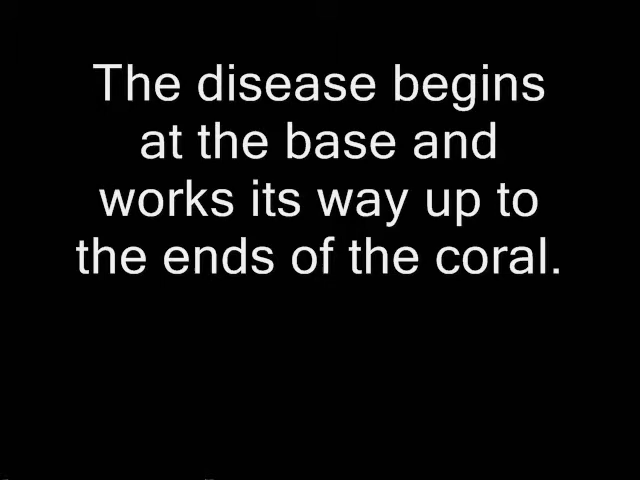 The disease begins
at the base and
works its way up to
the ends of the coral.